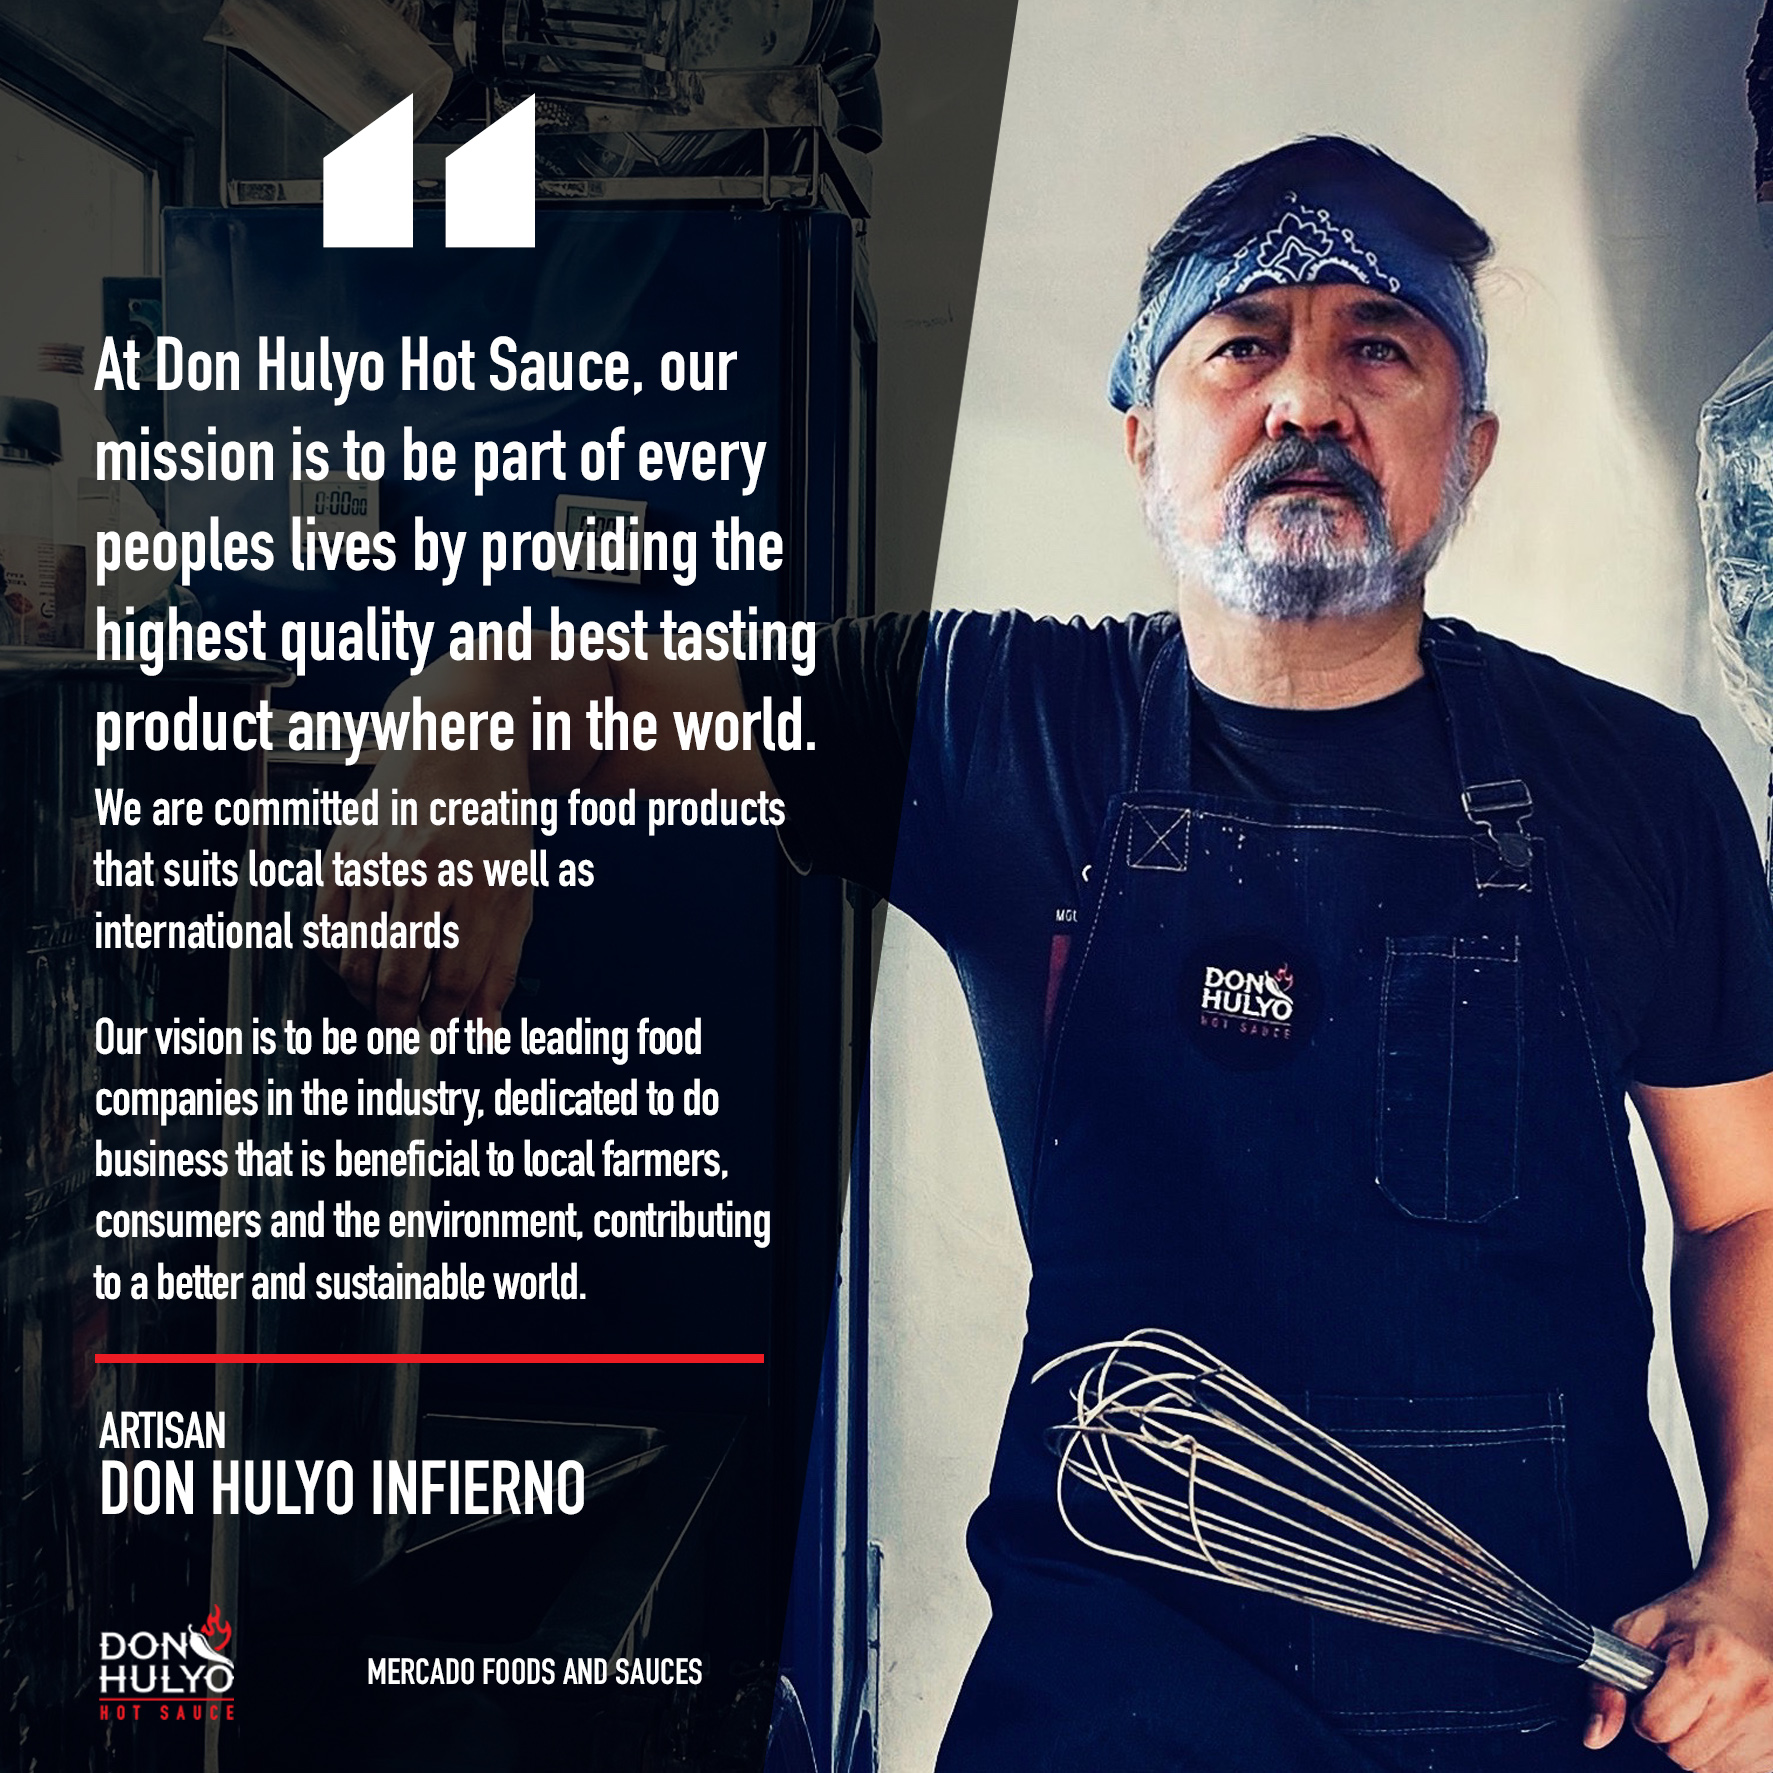 At Don Hulyo Hot Sauce, our
mission is to be part of every
peoples lives by providing the
highest quality and best tasting
product anywhere in the world.
We are committed in creating food products
that suits local tastes as well as
international standards
Our vision is to be one of the leading food
companies in the industry, dedicated to do
business that is beneficial to local farmers,
consumers and the environment, contributing
to a better and sustainable world.
ARTISAN
DON HULYO INFIERNO
DON
HULYO
HOT SAUCE
MERCADO FOODS AND SAUCES
DON
HULYO
HOT SAUCE